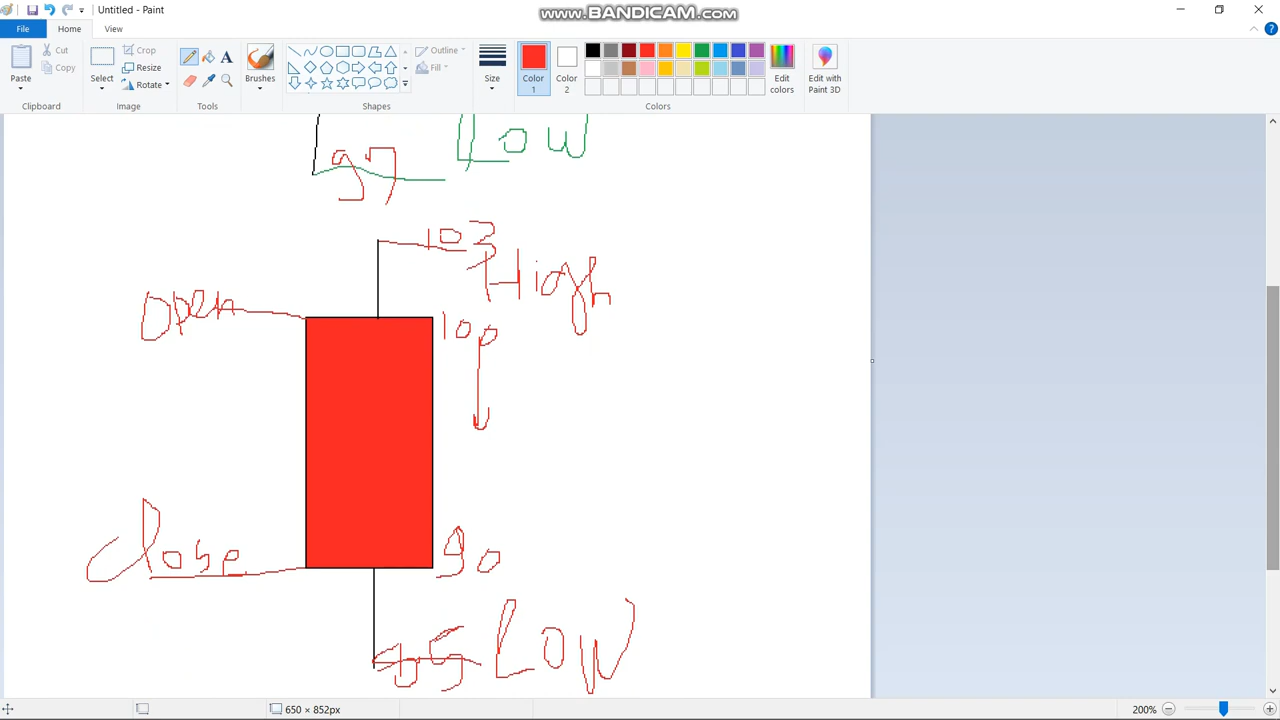 www.BANDICAM.com
Untitled - Paint
File
Home
View
Paste
Cut
Copy
Clipboard
Select
Crop
Resize
Rotate
Image
Tools
Brushes
Shapes
Outline
Fill
Size
Color
1
Color
2
Colors
Edit
colors
Edit with
Paint 3D
Low
97
103
High
Open
100
Close
90
Low
650 × 852px
200%